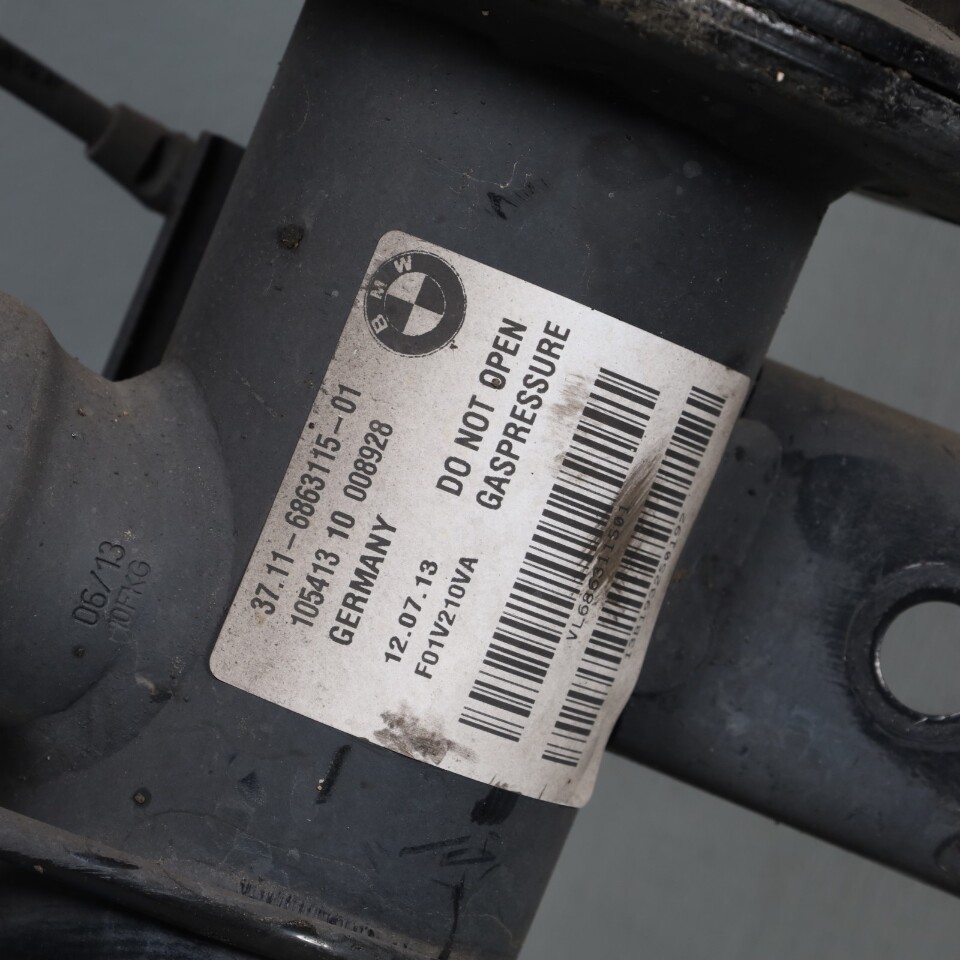 BMW
37.11-6863115-01
105413 10 008928
GERMANY
12.07.13
F01V210VA
DO NOT OPEN
GASPRESSURE
06/13